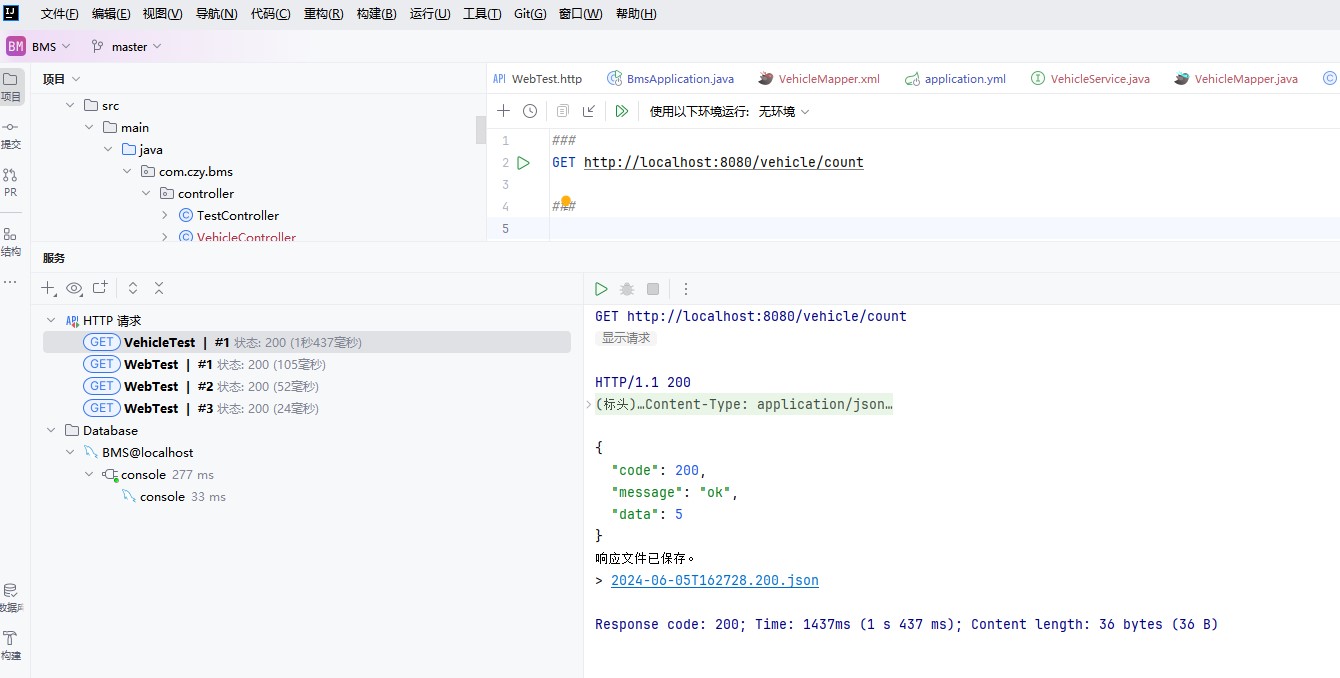 文件(F) 编辑(E) 视图(V) 导航(N) 代码(C) 重构(R) 构建(B) 运行(U) 工具(T) Git(G) 窗口(W) 帮助(H)
BM BMS master
项目
API WebTest.http BmsApplication.java VehicleMapper.xml application.yml VehicleService.java VehicleMapper.java
项目
提交
PR
结构
src
main
java
com.czy.bms
controller
TestController
VehicleController
使用以下环境运行: 无环境
1 ###
2 GET http://localhost:8080/vehicle/count
3
4 ###
5
服务
API HTTP 请求
GET VehicleTest | #1 状态: 200 (1秒437毫秒)
GET WebTest | #1 状态: 200 (105毫秒)
GET WebTest | #2 状态: 200 (52毫秒)
GET WebTest | #3 状态: 200 (24毫秒)
Database
BMS@localhost
console 277 ms
console 33 ms
数据库
构建
GET http://localhost:8080/vehicle/count
显示请求
HTTP/1.1 200
(标头)…Content-Type: application/json…
{
"code": 200,
"message": "ok",
"data": 5
}
响应文件已保存。
> 2024-06-05T162728.200.json
Response code: 200; Time: 1437ms (1 s 437 ms); Content length: 36 bytes (36 B)